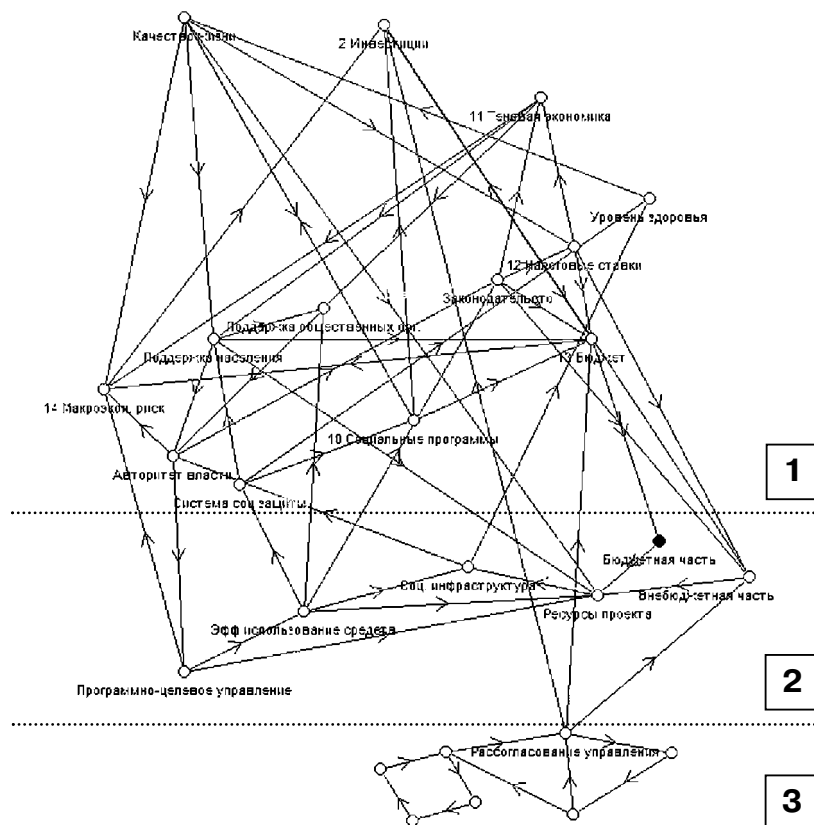 Качество жизни
2 Инвестиции
11 Теневая экономика
Уровень здоровья
12 Налоговые ставки
Законодательство
Поддержка общественных орг.
Поддержка населения
13 Бюджет
14 Макроэкон. риск
10 Социальные программы
Авторитет власти
1
Система соц защиты
Бюджетная часть
Соц. инфраструктура
Внебюджетная часть
Ресурсы проекта
Эфф использование средств
Программно-целевое управление
2
Рассогласование управления
3